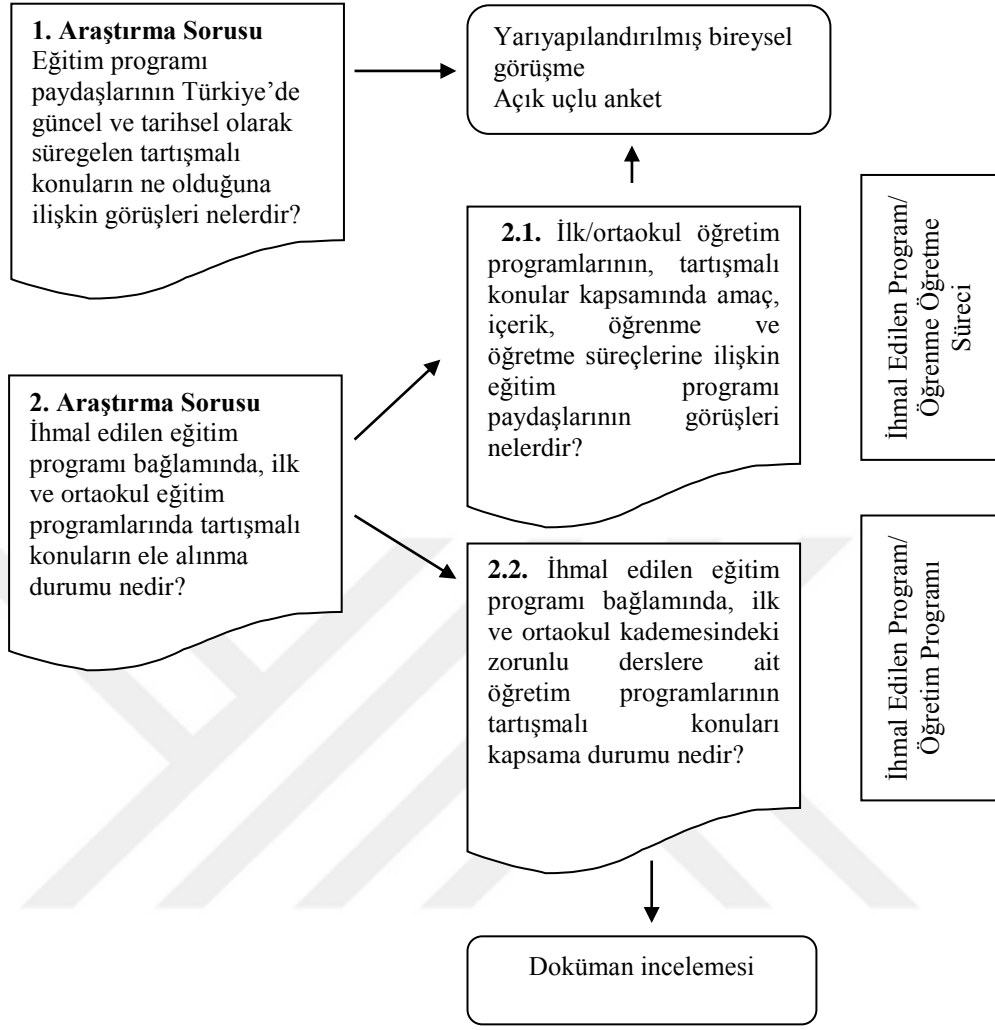 1. Araştırma Sorusu
Eğitim programı
paydaşlarının Türkiye’de
güncel ve tarihsel olarak
süregelen tartışmalı
konuların ne olduğuna
ilişkin görüşleri nelerdir?
Yarıyapılandırılmış bireysel
görüşme
Açık uçlu anket
2.1. İlk/ortaokul öğretim
programlarının, tartışmalı
konular kapsamında amaç,
içerik, öğrenme ve
öğretme süreçlerine ilişkin
eğitim programı
paydaşlarının görüşleri
nelerdir?
İhmal Edilen Program/
Öğrenme Öğretme
Süreci
2. Araştırma Sorusu
İhmal edilen eğitim
programı bağlamında, ilk
ve ortaokul eğitim
programlarında tartışmalı
konuların ele alınma
durumu nedir?
2.2. İhmal edilen eğitim
programı bağlamında, ilk
ve ortaokul kademesindeki
zorunlu derslere ait
öğretim programlarının
tartışmalı konuları
kapsama durumu nedir?
İhmal Edilen Program/
Öğretim Programı
Doküman incelemesi